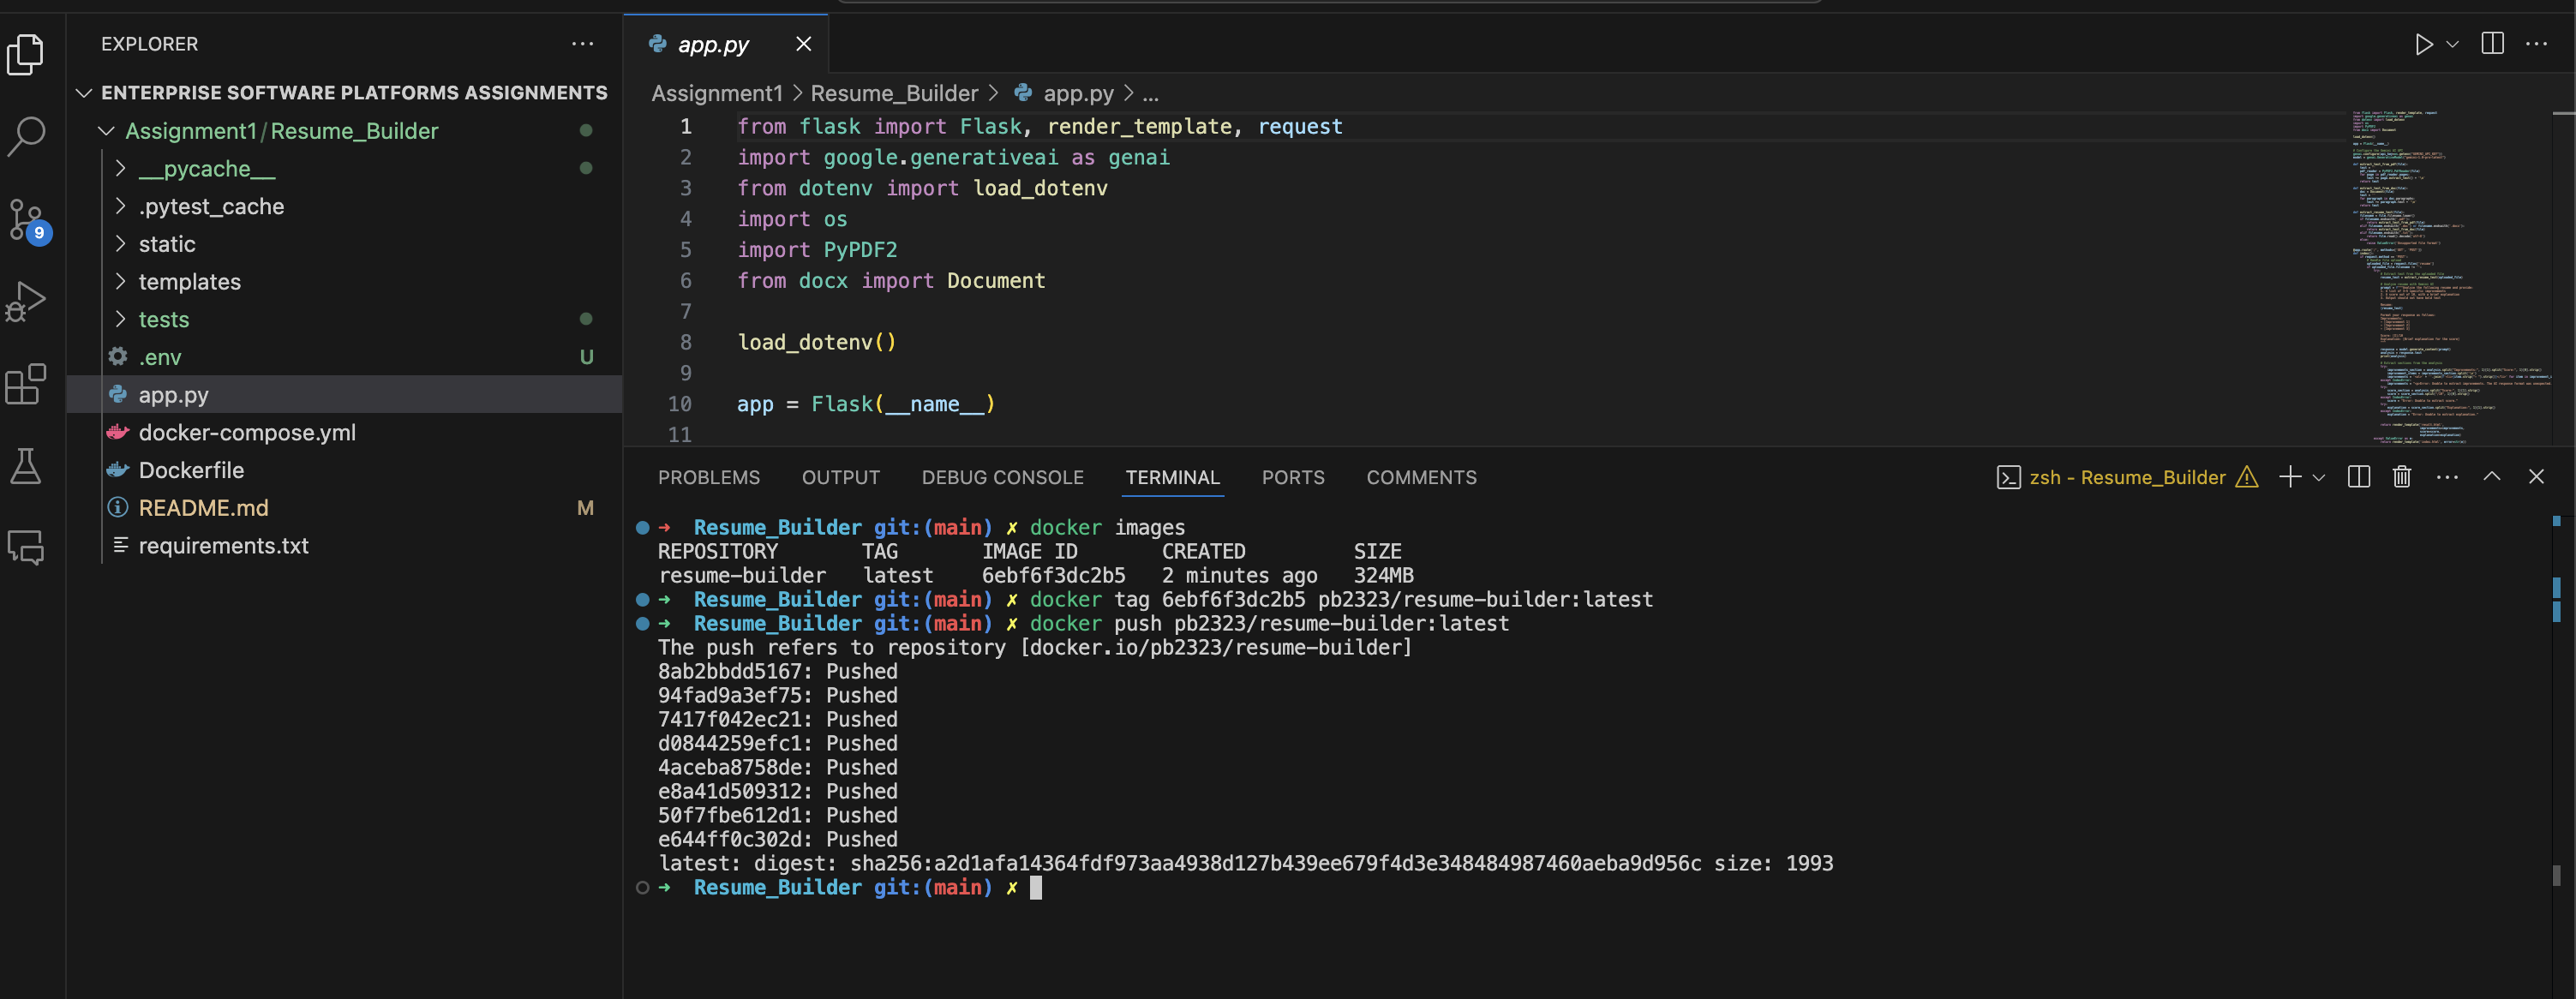 EXPLORER
ENTERPRISE SOFTWARE PLATFORMS ASSIGNMENTS
Assignment1/Resume_Builder
__pycache__
.pytest_cache
static
templates
tests
.env U
app.py
docker-compose.yml
Dockerfile
README.md M
requirements.txt
9
app.py
Assignment1 > Resume_Builder > app.py > ...
1 from flask import Flask, render_template, request
2 import google.generativeai as genai
3 from dotenv import load_dotenv
4 import os
5 import PyPDF2
6 from docx import Document
7
8 load_dotenv()
9
10 app = Flask(__name__)
11
PROBLEMS OUTPUT DEBUG CONSOLE TERMINAL PORTS COMMENTS
zsh - Resume_Builder
➜ Resume_Builder git:(main) ✗ docker images
REPOSITORY TAG IMAGE ID CREATED SIZE
resume-builder latest 6ebf6f3dc2b5 2 minutes ago 324MB
➜ Resume_Builder git:(main) ✗ docker tag 6ebf6f3dc2b5 pb2323/resume-builder:latest
➜ Resume_Builder git:(main) ✗ docker push pb2323/resume-builder:latest
The push refers to repository [docker.io/pb2323/resume-builder]
8ab2bbdd5167: Pushed
94fad9a3ef75: Pushed
7417f042ec21: Pushed
d0844259efc1: Pushed
4aceba8758de: Pushed
e8a41d509312: Pushed
50f7fbe612d1: Pushed
e644ff0c302d: Pushed
latest: digest: sha256:a2d1afa14364fdf973aa4938d127b439ee679f4d3e348484987460aeba9d956c size: 1993
➜ Resume_Builder git:(main) ✗